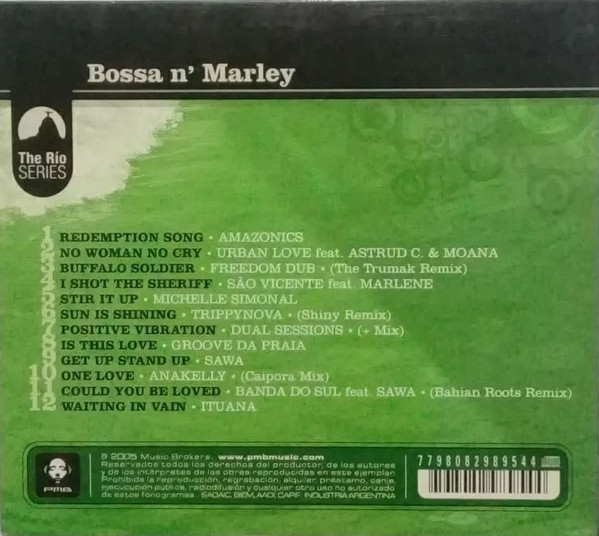 Bossa n' Marley
The Río
SERIES
1 REDEMPTION SONG • AMAZONICS
2 NO WOMAN NO CRY • URBAN LOVE feat. ASTRUD C. & MOANA
3 BUFFALO SOLDIER • FREEDOM DUB • (The Trumak Remix)
4 I SHOT THE SHERIFF • SÃO VICENTE feat. MARLENE
5 STIR IT UP • MICHELLE SIMONAL
6 SUN IS SHINING • TRIPPYNOVA • (Shiny Remix)
7 POSITIVE VIBRATION • DUAL SESSIONS • (+ Mix)
8 IS THIS LOVE • GROOVE DA PRAIA
9 GET UP STAND UP • SAWA
10 ONE LOVE • ANAKELLY • (Caipora Mix)
11 COULD YOU BE LOVED • BANDA DO SUL feat. SAWA • (Bahian Roots Remix)
12 WAITING IN VAIN • ITUANA
PMB
® 2005 Music Brokers, www.pmbmusic.com
Reservados todos los derechos del productor, de los autores
y de los intérpretes de las obras reproducidas en este ejemplar.
Prohibida la reproducción, regrabación, alquiler, préstamo, canje,
ejecucución pública, radiodifusión y cualquier otro uso no autorizado
de estos fonogramas. SADAIC, BIEM, AADI, CAPIF. INDUSTRIA ARGENTINA
7798082989544